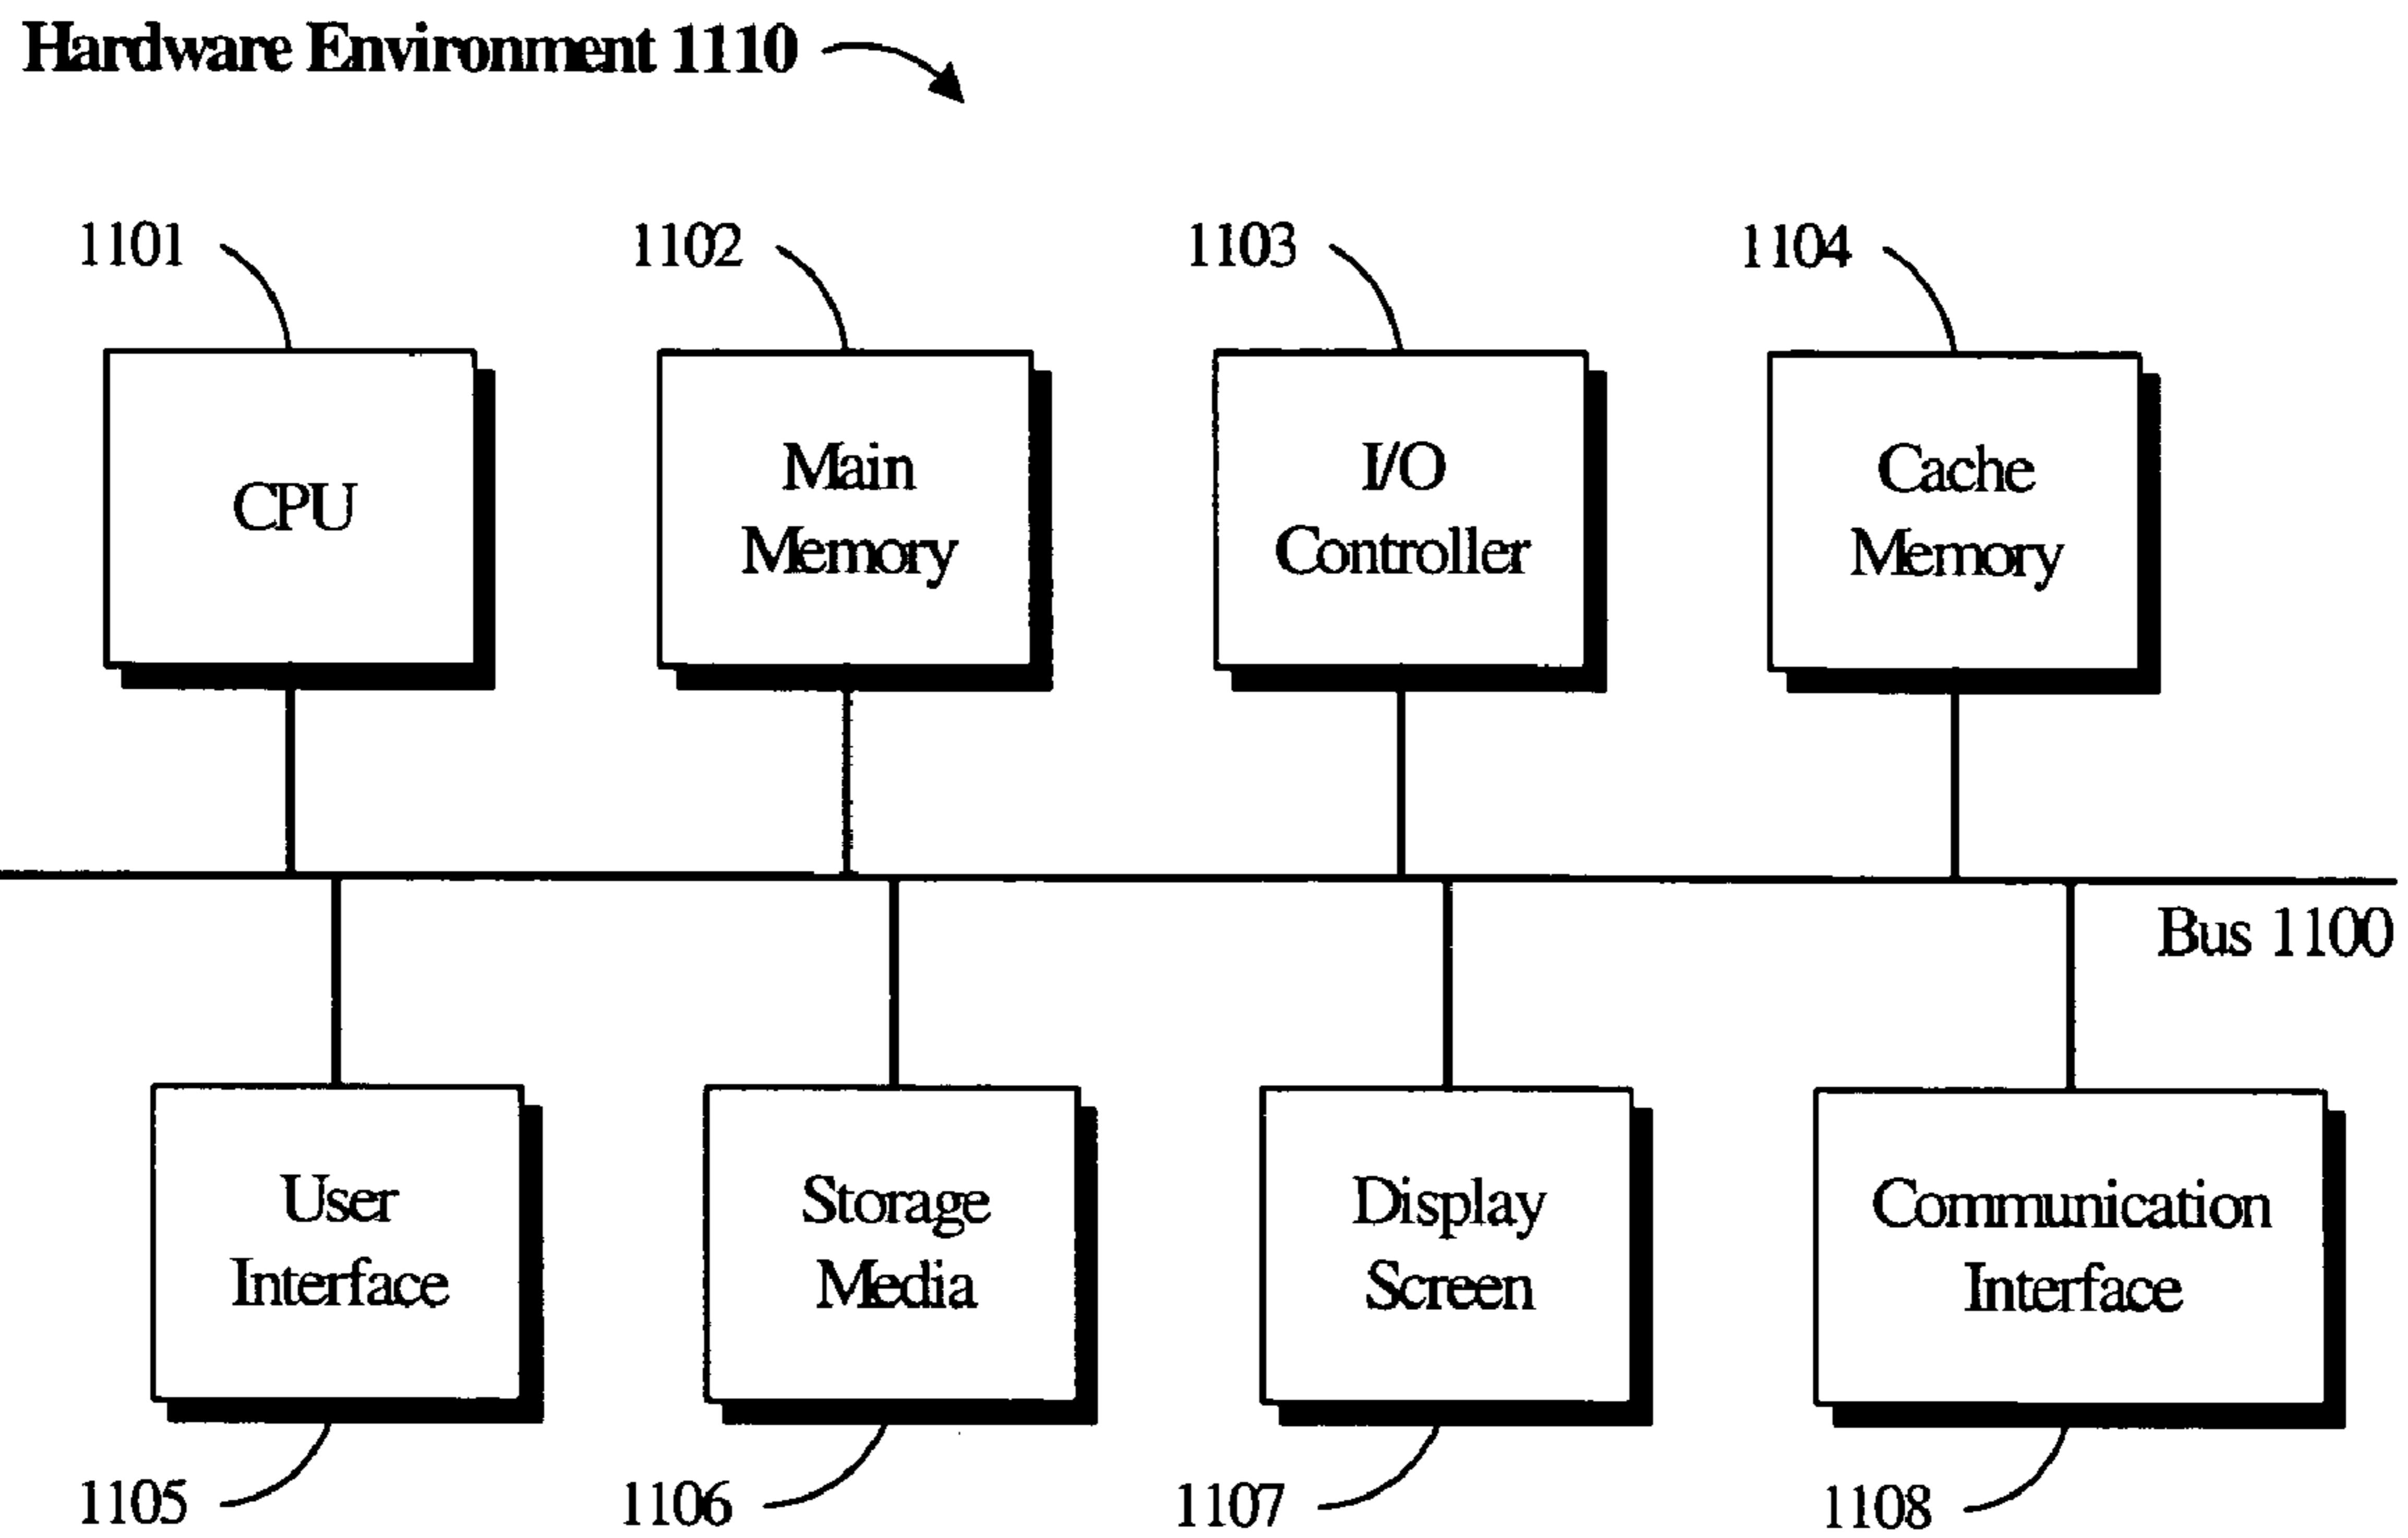 Hardware Environment 1110
1101
1102
1103
1104
CPU
Main
Memory
I/O
Controller
Cache
Memory
Bus 1100
User
Interface
Storage
Media
Display
Screen
Communication
Interface
1105
1106
1107
1108